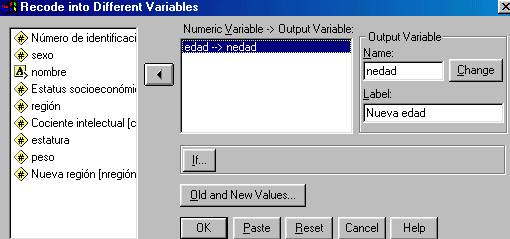 Recode into Different Variables
Número de identificaci
sexo
nombre
Estatus socioeconómi
región
Cociente intelectual [c
estatura
peso
Nueva región [nregión
Numeric Variable -> Output Variable:
edad --> nedad
Output Variable
Name:
nedad
Change
Label:
Nueva edad
If...
Old and New Values...
OK
Paste
Reset
Cancel
Help